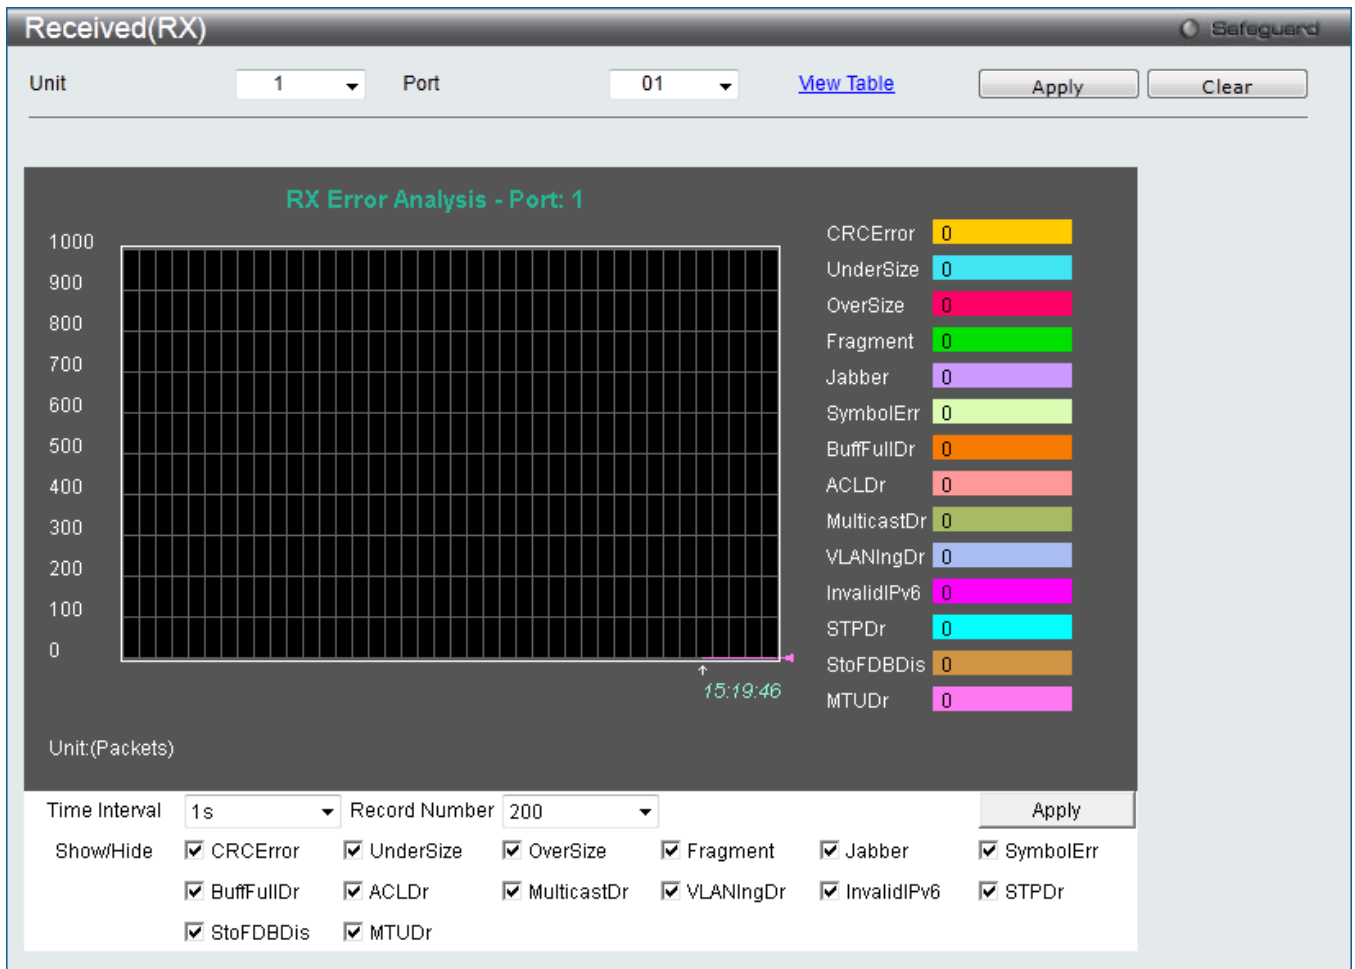 Received(RX) Safeguard
Unit 1 Port 01 View Table Apply Clear
RX Error Analysis - Port: 1
1000
900
800
700
600
500
400
300
200
100
0
15:19:46
Unit:(Packets)
CRCError 0
UnderSize 0
OverSize 0
Fragment 0
Jabber 0
SymbolErr 0
BuffFullDr 0
ACLDr 0
MulticastDr 0
VLANIngDr 0
InvalidIPv6 0
STPDr 0
StoFDBDis 0
MTUDr 0
Time Interval 1s Record Number 200 Apply
Show/Hide CRCError UnderSize OverSize Fragment Jabber SymbolErr
BuffFullDr ACLDr MulticastDr VLANIngDr InvalidIPv6 STPDr
StoFDBDis MTUDr